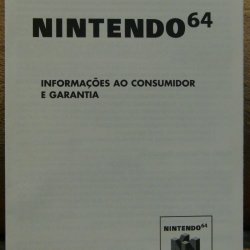 NINTENDO64
INFORMAÇÕES AO CONSUMIDOR
E GARANTIA
NINTENDO64